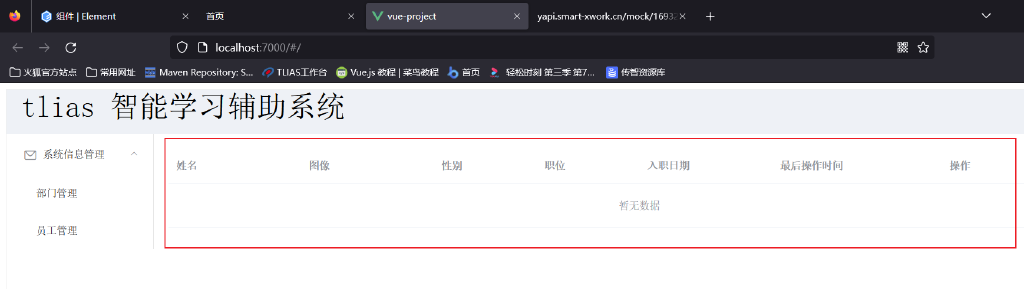 组件 | Element
首页
vue-project
yapi.smart-xwork.cn/mock/1693
localhost:7000/#/
火狐官方站点
常用网址
Maven Repository: S...
TLIAS工作台
Vue.js 教程 | 菜鸟教程
首页
轻松时刻 第三季 第7...
传智资源库
tlias 智能学习辅助系统
系统信息管理
姓名 图像 性别 职位 入职日期 最后操作时间 操作
部门管理
暂无数据
员工管理